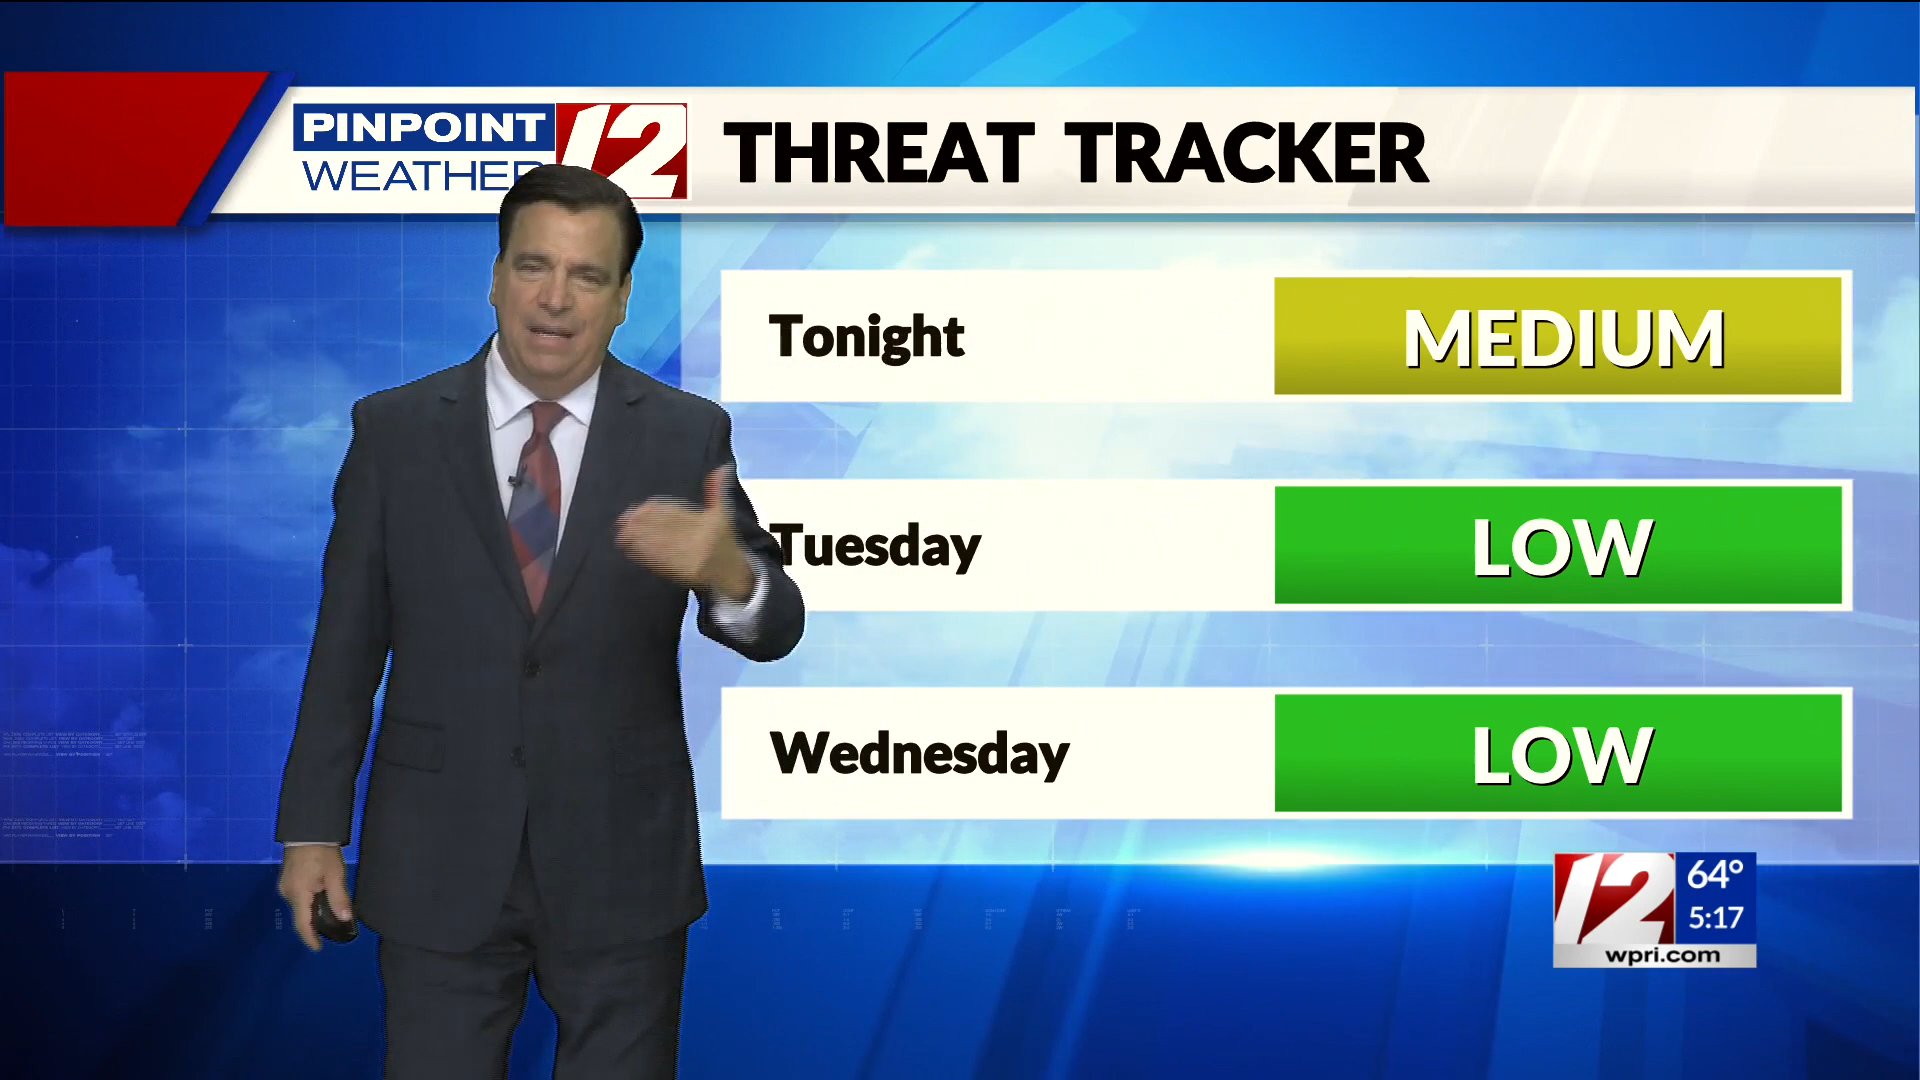 PINPOINT
WEATHER
12
THREAT TRACKER
Tonight
MEDIUM
Tuesday
LOW
Wednesday
LOW
12
64°
5:17
wpri.com